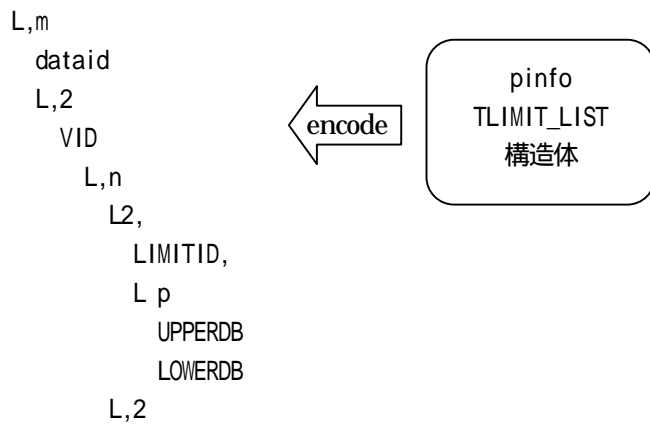 L,m
dataid
L,2
VID
L,n
L2,
LIMITID,
L p
UPPERDB
LOWERDB
L,2
encode
pinfo
TLIMIT_LIST
構造体